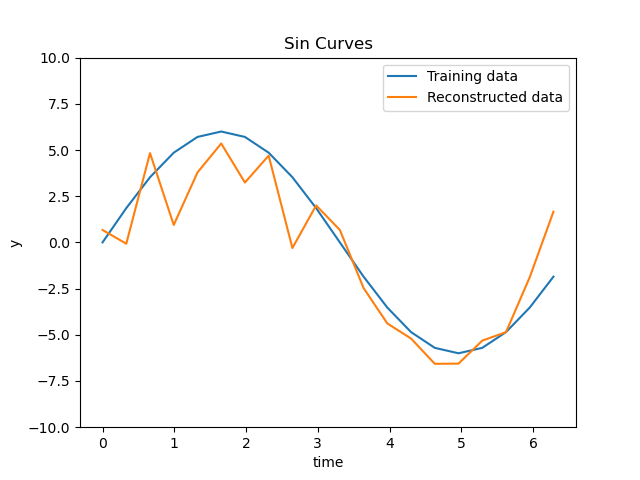 Sin Curves
10.0
7.5
5.0
2.5
0.0
−2.5
−5.0
−7.5
−10.0
y
Training data
Reconstructed data
0 1 2 3 4 5 6
time